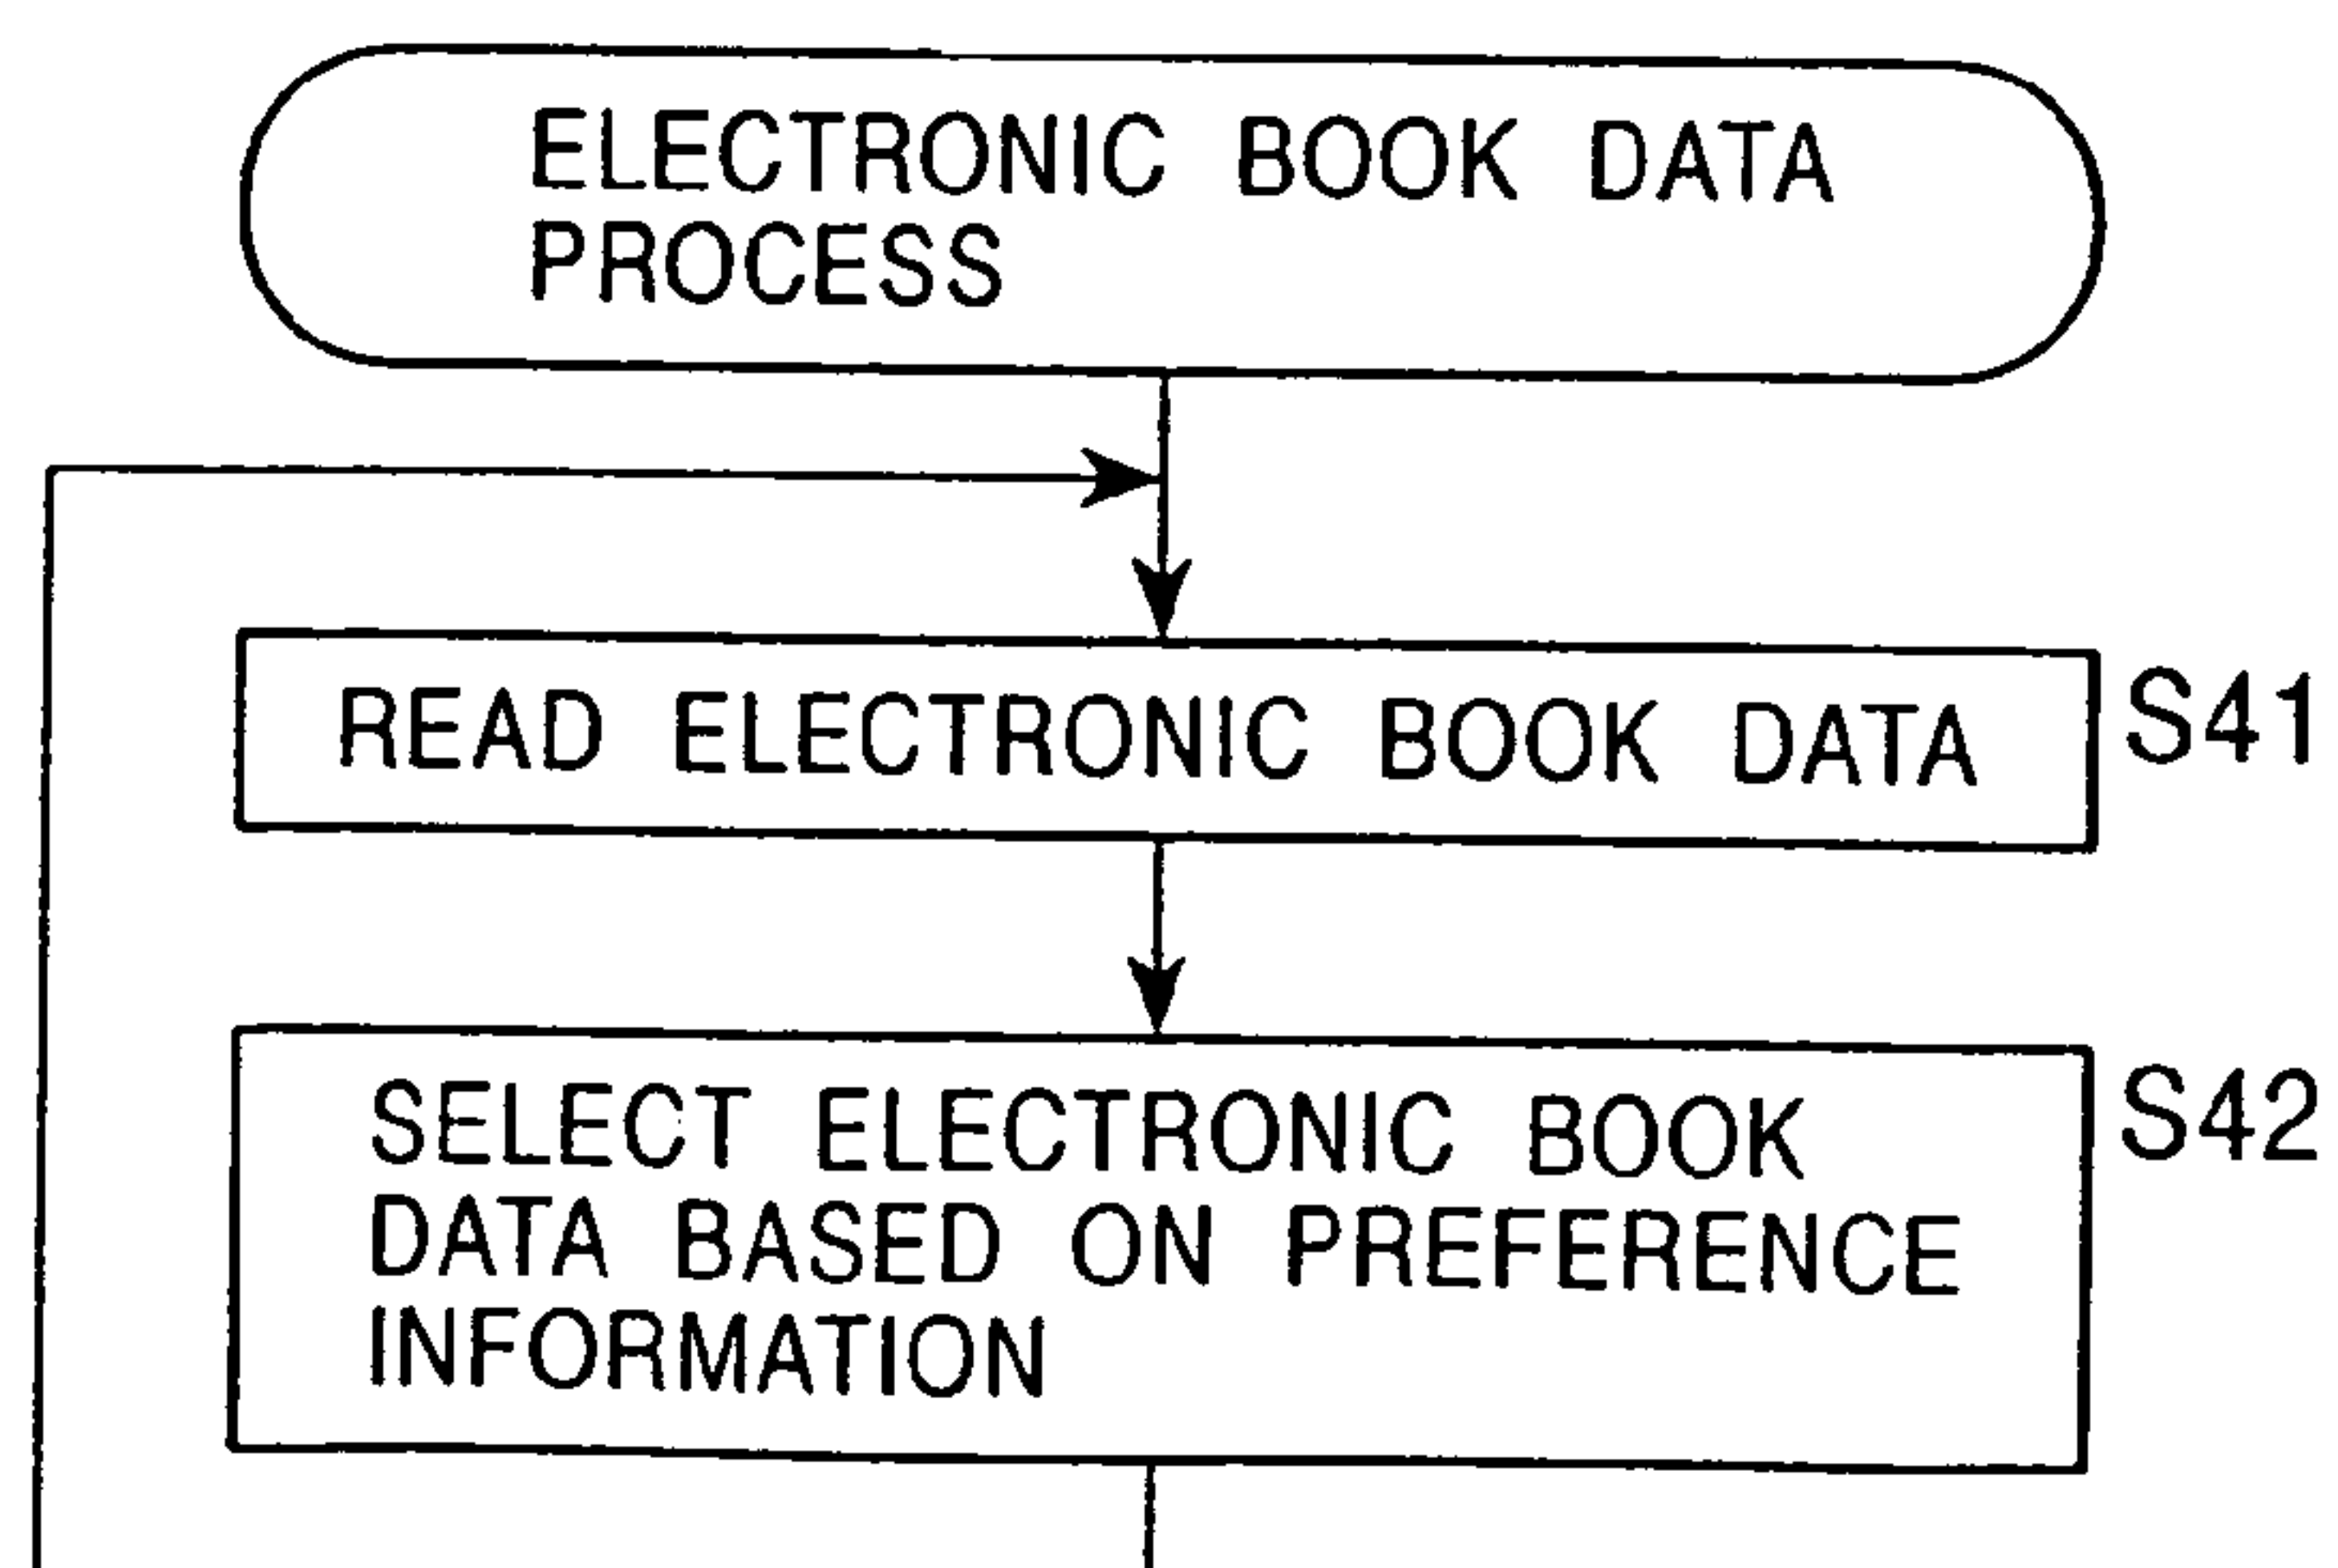 ELECTRONIC BOOK DATA
PROCESS
READ ELECTRONIC BOOK DATA
S41
SELECT ELECTRONIC BOOK
DATA BASED ON PREFERENCE
INFORMATION
S42